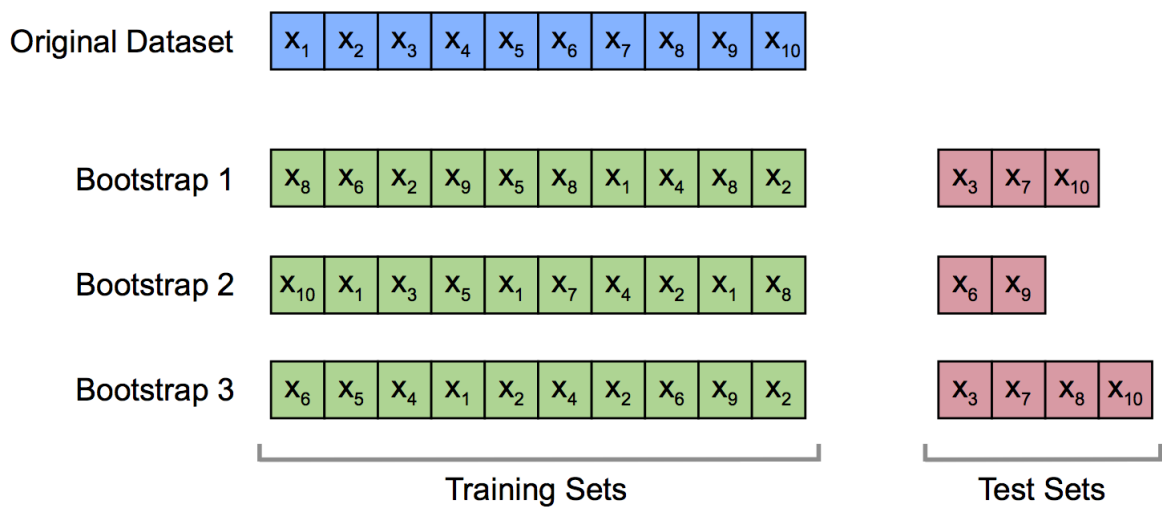 Original Dataset x₁ x₂ x₃ x₄ x₅ x₆ x₇ x₈ x₉ x₁₀
Bootstrap 1 x₈ x₆ x₂ x₉ x₅ x₈ x₁ x₄ x₈ x₂ x₃ x₇ x₁₀
Bootstrap 2 x₁₀ x₁ x₃ x₅ x₁ x₇ x₄ x₂ x₁ x₈ x₆ x₉
Bootstrap 3 x₆ x₅ x₄ x₁ x₂ x₄ x₂ x₆ x₉ x₂ x₃ x₇ x₈ x₁₀
Training Sets Test Sets